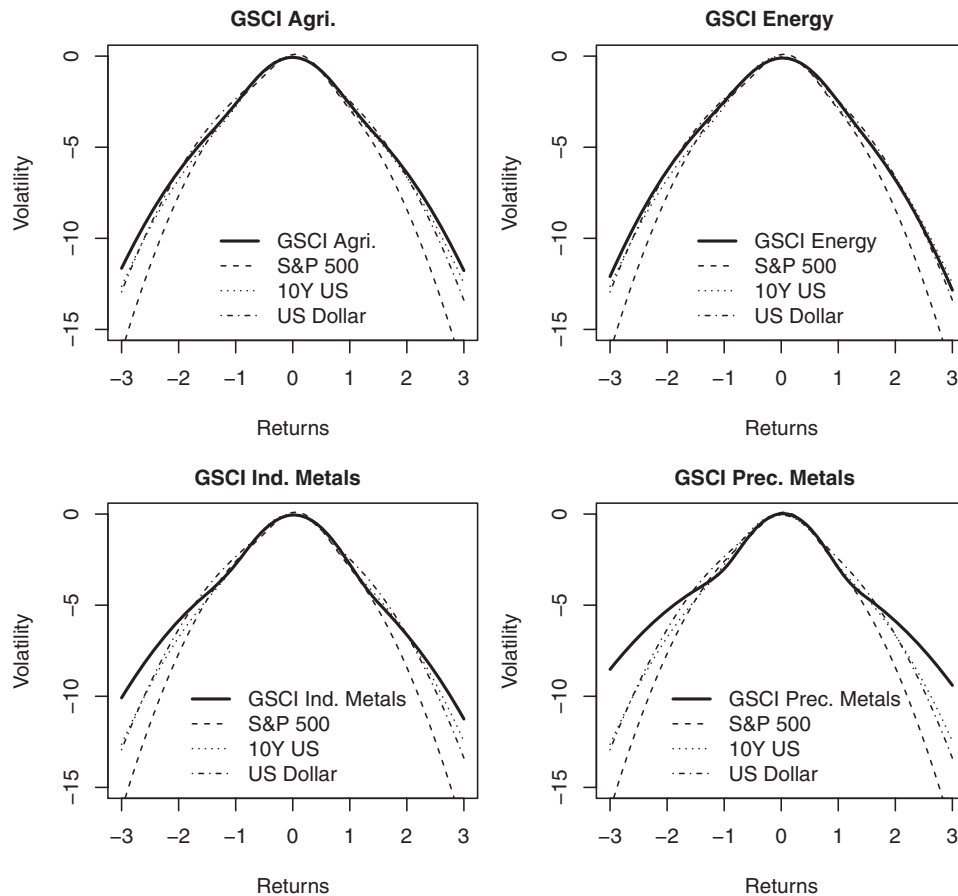 GSCI Agri.
Volatility
0
−5
−10
−15
GSCI Agri.
S&P 500
10Y US
US Dollar
−3 −2 −1 0 1 2 3
Returns
GSCI Energy
Volatility
0
−5
−10
−15
GSCI Energy
S&P 500
10Y US
US Dollar
−3 −2 −1 0 1 2 3
Returns
GSCI Ind. Metals
Volatility
0
−5
−10
−15
GSCI Ind. Metals
S&P 500
10Y US
US Dollar
−3 −2 −1 0 1 2 3
Returns
GSCI Prec. Metals
Volatility
0
−5
−10
−15
GSCI Prec. Metals
S&P 500
10Y US
US Dollar
−3 −2 −1 0 1 2 3
Returns